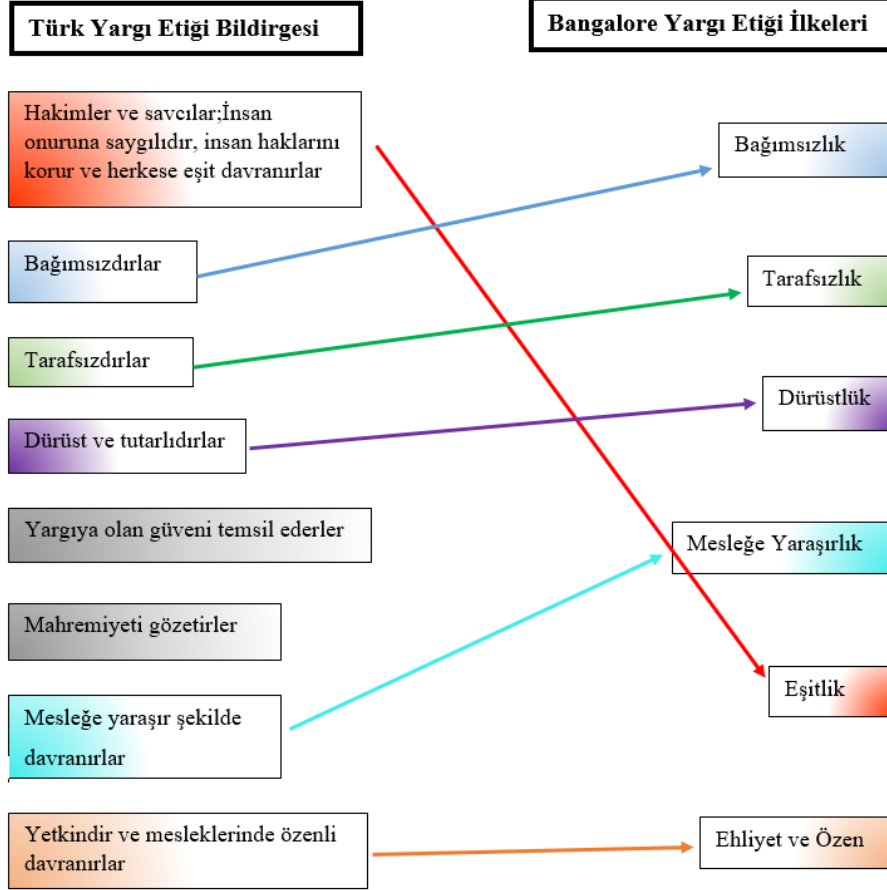 Türk Yargı Etiği Bildirgesi
Hakimler ve savcılar;İnsan
onuruna saygılıdır, insan haklarını
korur ve herkese eşit davranırlar
Bağımsızdırlar
Tarafsızdırlar
Dürüst ve tutarlıdırlar
Yargıya olan güveni temsil ederler
Mahremiyeti gözetirler
Mesleğe yaraşır şekilde
davranırlar
Yetkindir ve mesleklerinde özenli
davranırlar
Bangalore Yargı Etiği İlkeleri
Bağımsızlık
Tarafsızlık
Dürüstlük
Mesleğe Yaraşırlık
Eşitlik
Ehliyet ve Özen